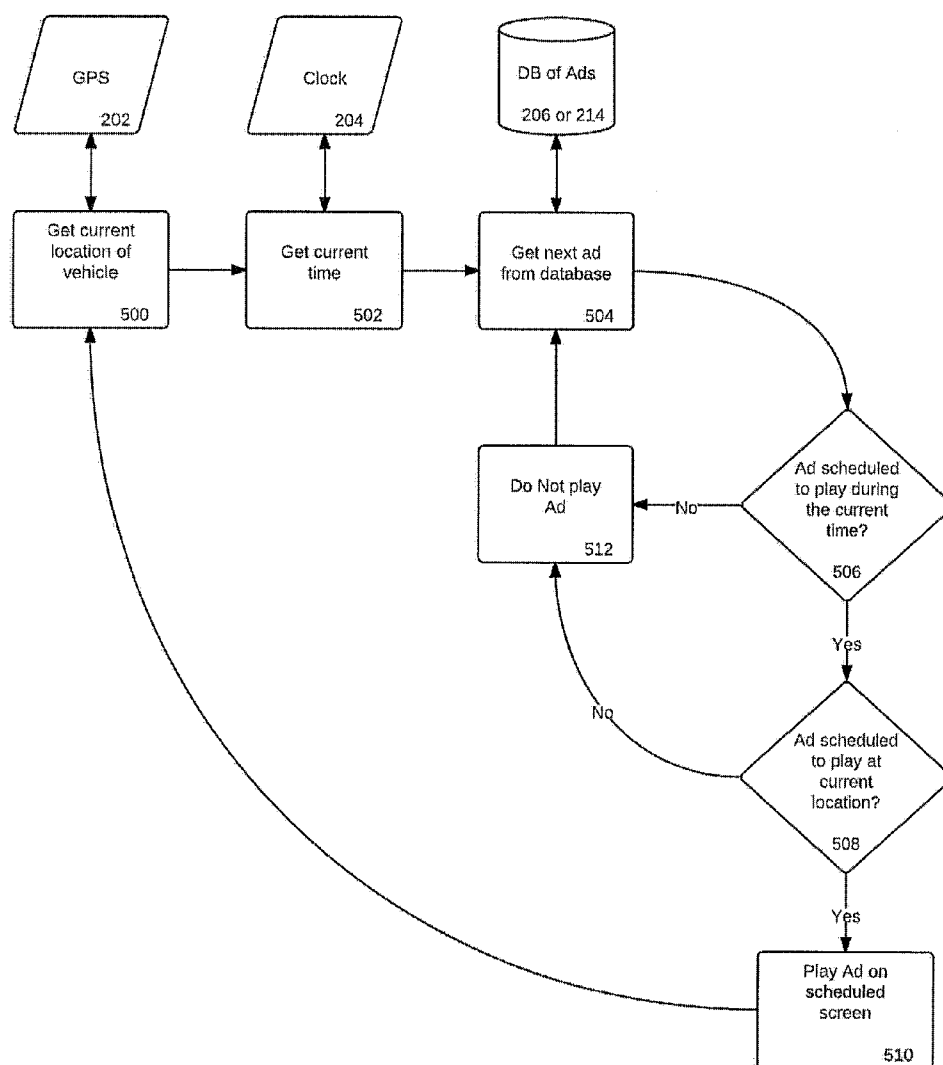 GPS
202
Clock
204
DB of Ads
206 or 214
Get current
location of
vehicle
500
Get current
time
502
Get next ad
from database
504
Do Not play
Ad
512
No
Ad scheduled
to play during
the current
time?
506
Yes
No
Ad scheduled
to play at
current
location?
508
Yes
Play Ad on
scheduled
screen
510